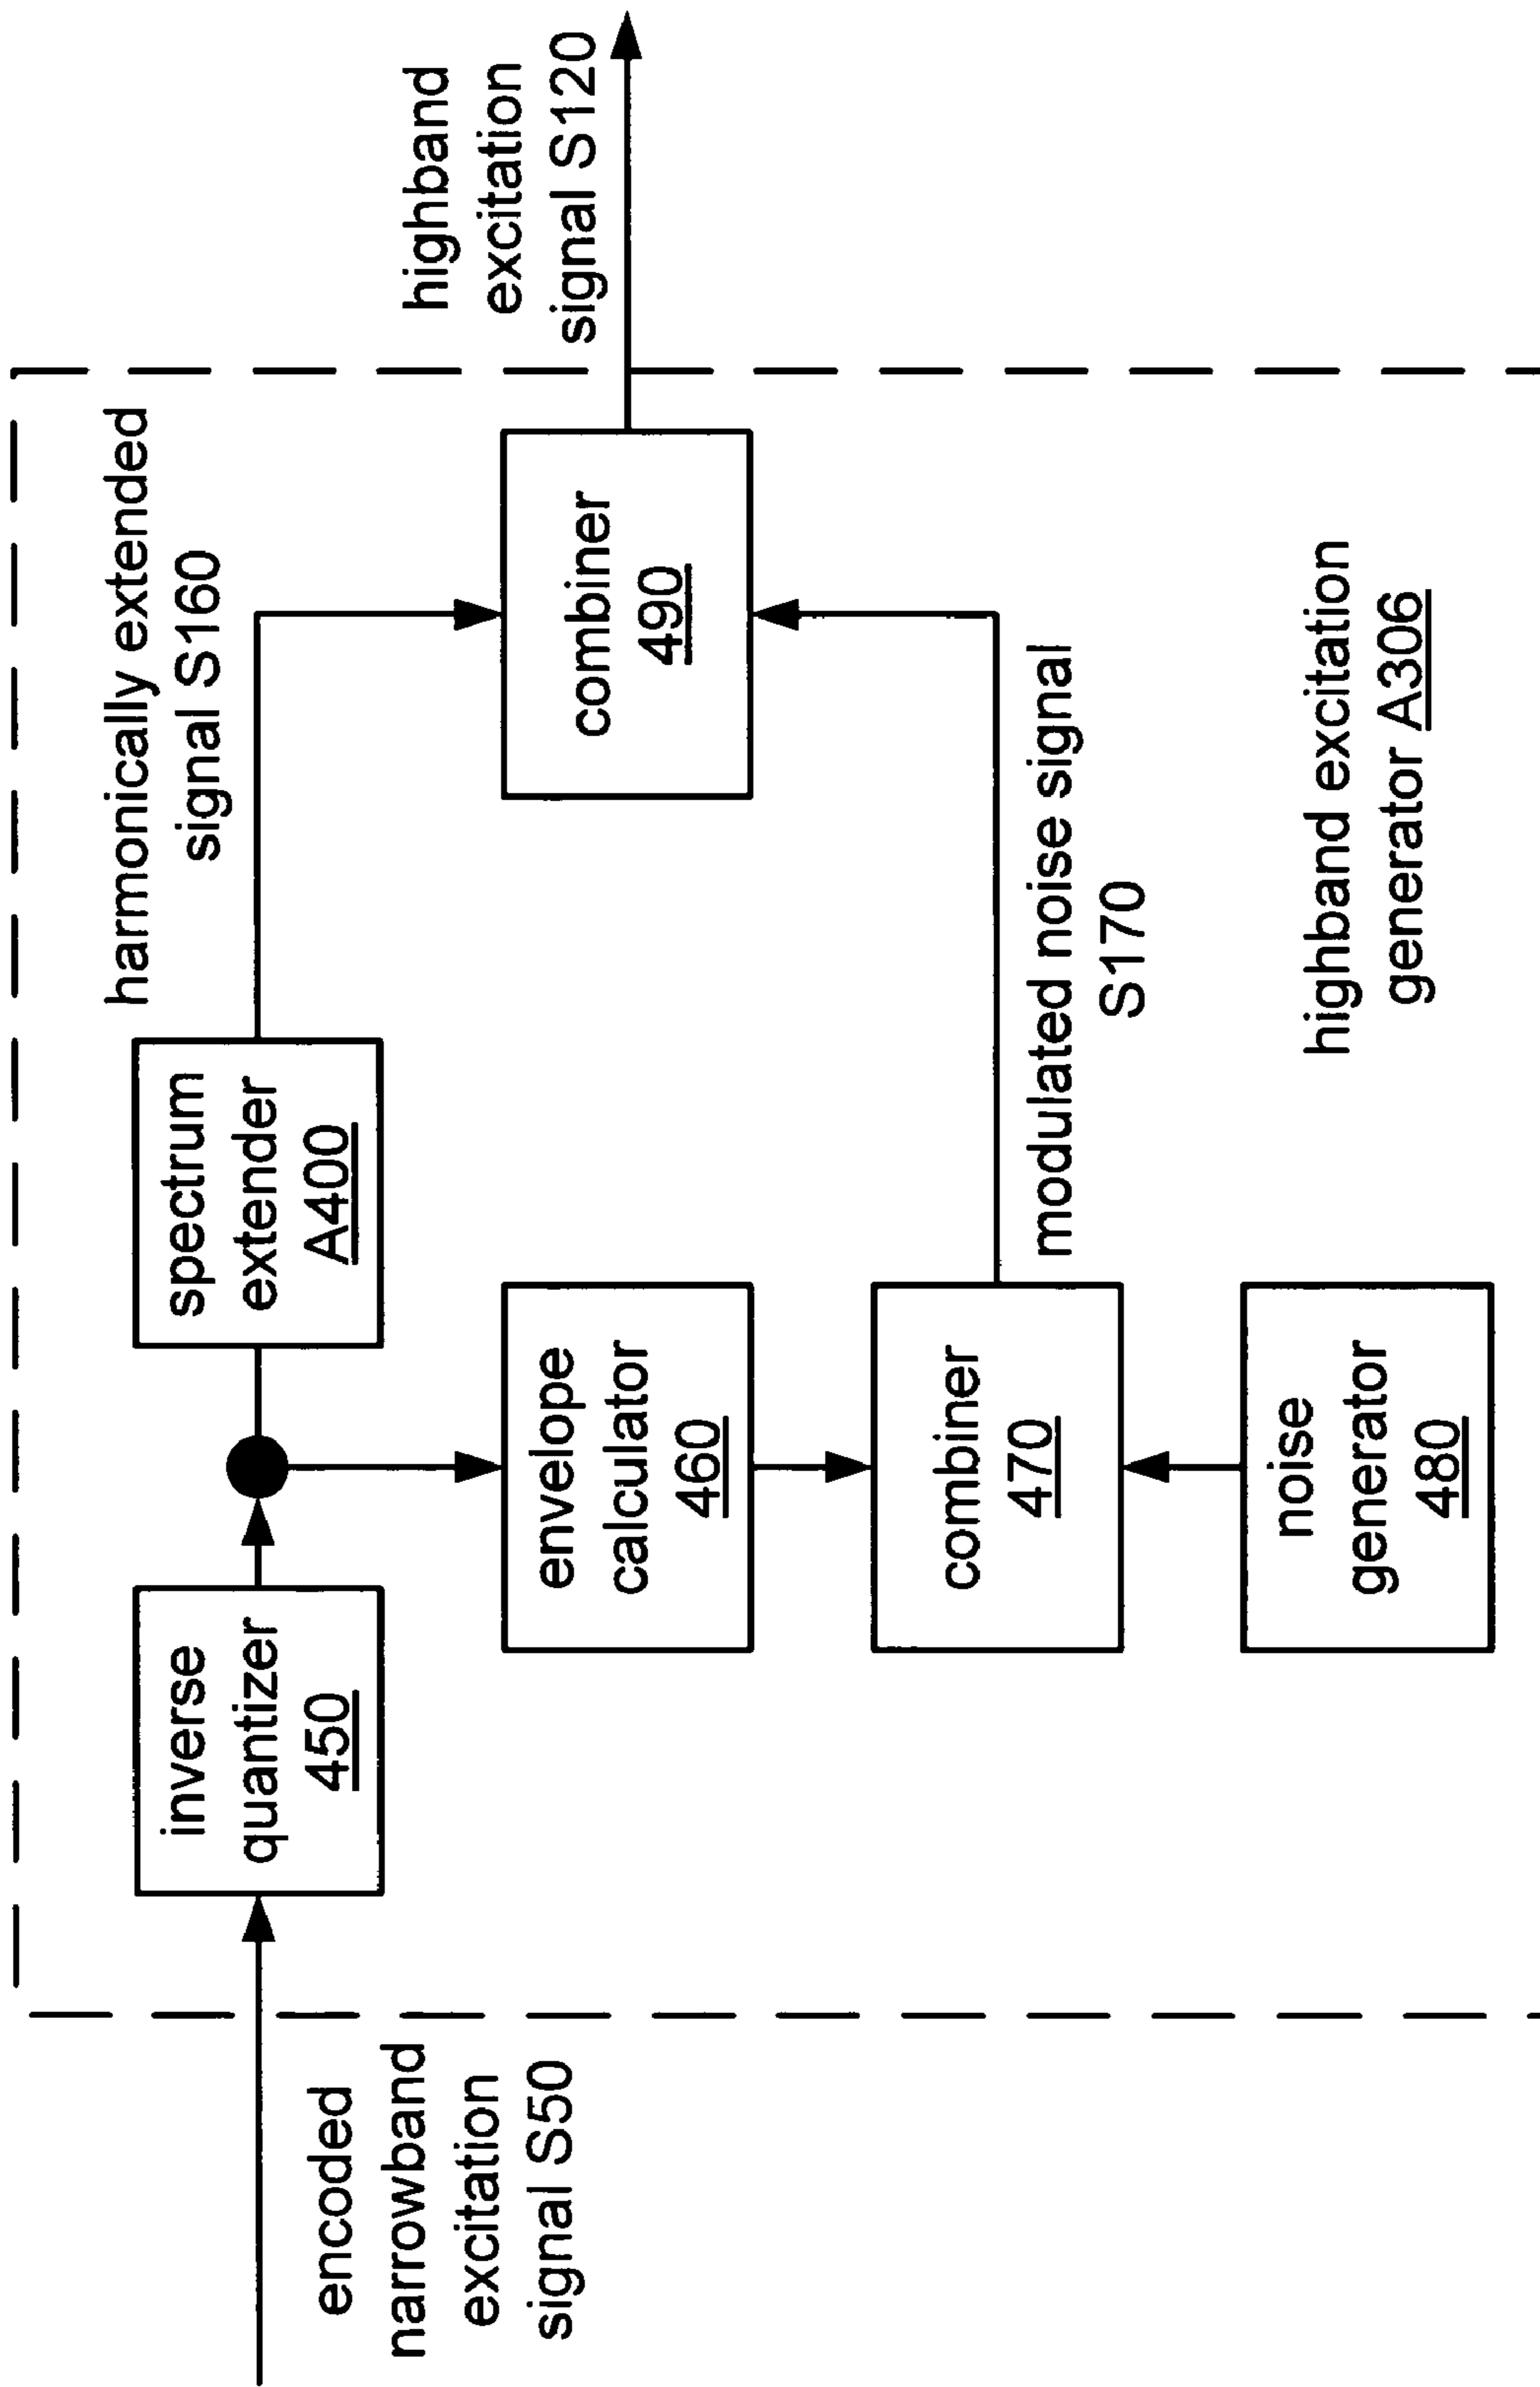 encoded
narrowband
excitation
signal S50
inverse
quantizer
450
spectrum
extender
A400
harmonically extended
signal S160
envelope
calculator
460
combiner
470
noise
generator
480
modulated noise signal
S170
combiner
490
highband
excitation
signal S120
highband excitation
generator A306